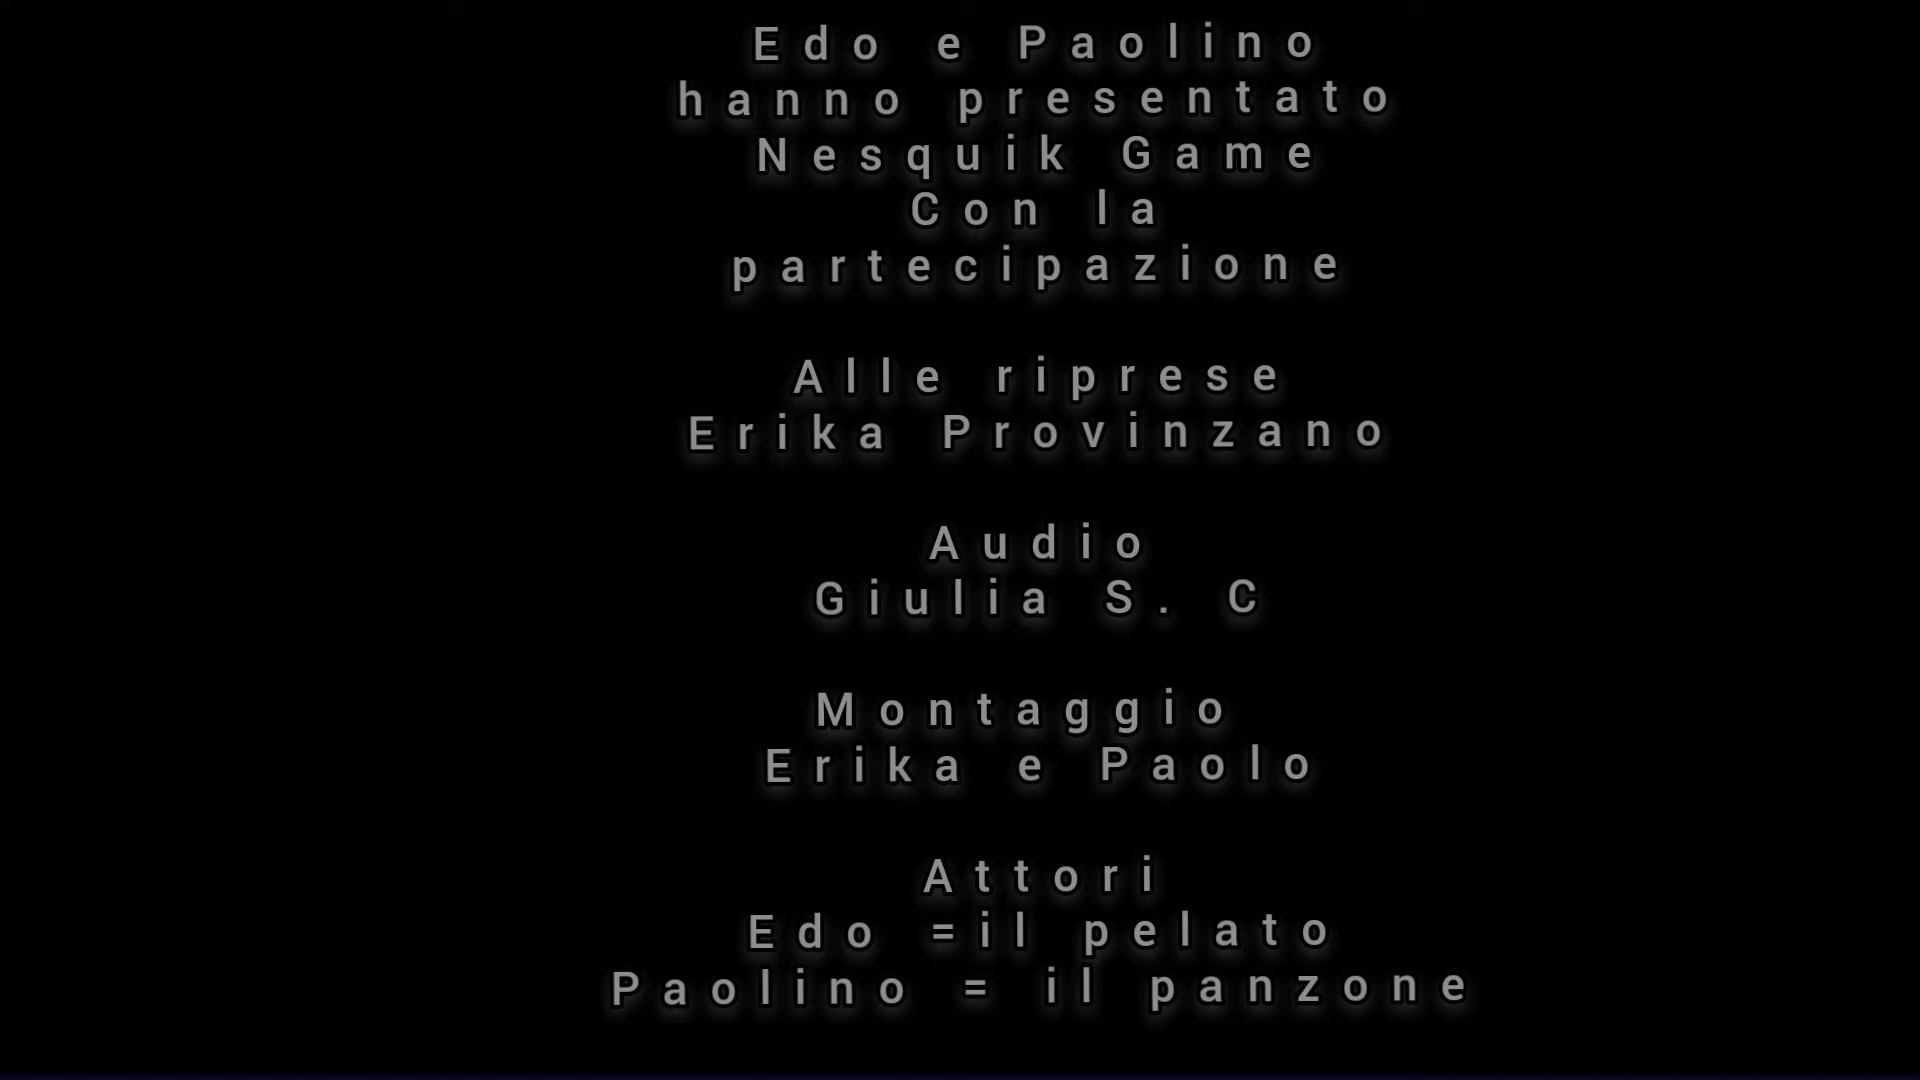 Edo e Paolino
hanno presentato
Nesquik Game
Con la
partecipazione
Alle riprese
Erika Provinzano
Audio
Giulia S. C
Montaggio
Erika e Paolo
Attori
Edo =il pelato
Paolino = il panzone